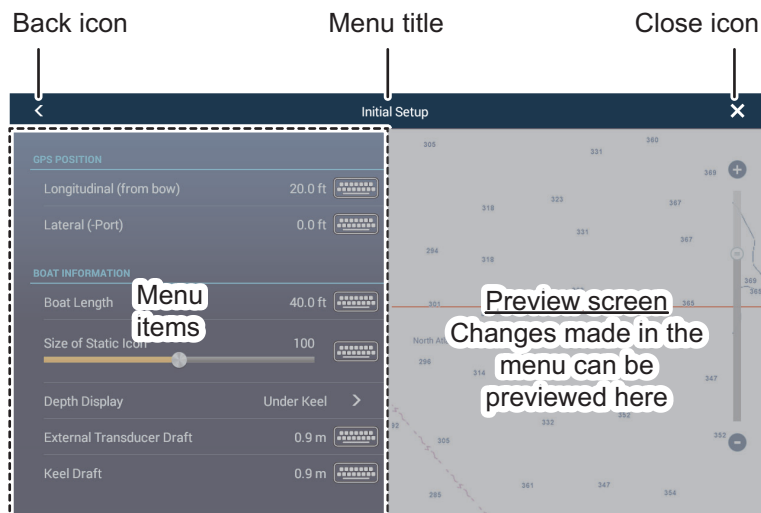 Back icon
Menu title
Close icon
Initial Setup
GPS POSITION
Longitudinal (from bow)
20.0 ft
Lateral (-Port)
0.0 ft
BOAT INFORMATION
Boat Length
40.0 ft
Menu
items
Size of Static Icon
100
Depth Display
Under Keel
External Transducer Draft
0.9 m
Keel Draft
0.9 m
Preview screen
Changes made in the
menu can be
previewed here
305
331
360
369
318
323
367
331
367
294
318
369
301
365
North
296
314
347
332
352
352
305
285
361
347
354